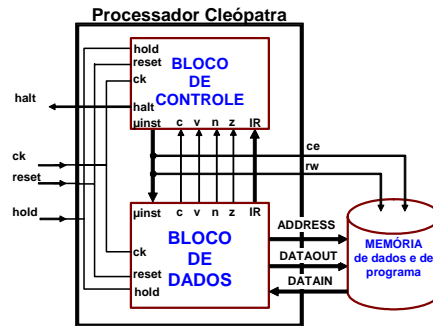 Processador Cleópatra
hold
reset
ck
BLOCO
DE
CONTROLE
halt
halt
µinst
c
v
n
z
IR
ce
rw
ck
reset
hold
µinst
c
v
n
z
IR
BLOCO
DE
DADOS
ck
reset
hold
ADDRESS
DATAOUT
DATAIN
MEMÓRIA
de dados e de
programa